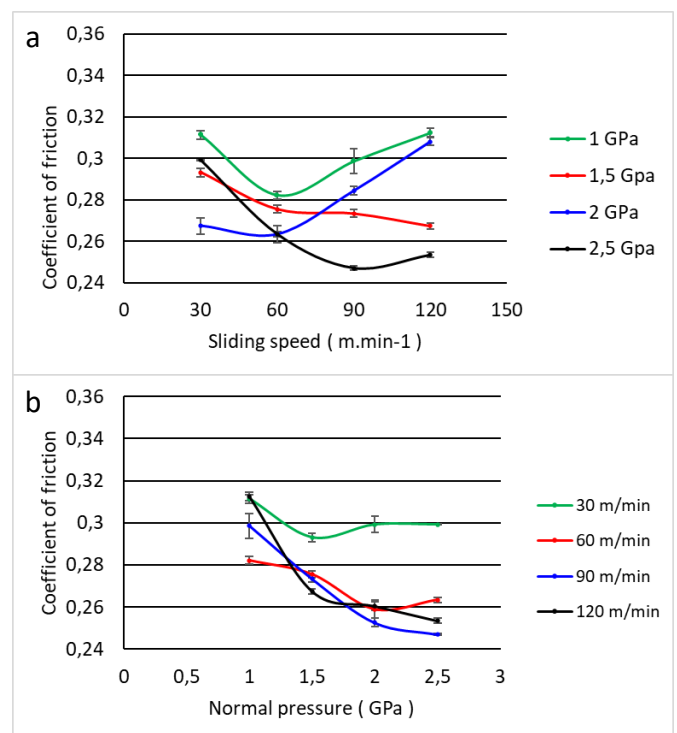 a
0,36
0,34
0,32
0,3
0,28
0,26
0,24
Coefficient of friction
0 30 60 90 120 150
Sliding speed ( m.min-1 )
1 GPa
1,5 Gpa
2 GPa
2,5 Gpa
b
0,36
0,34
0,32
0,3
0,28
0,26
0,24
Coefficient of friction
0 0,5 1 1,5 2 2,5 3
Normal pressure ( GPa )
30 m/min
60 m/min
90 m/min
120 m/min